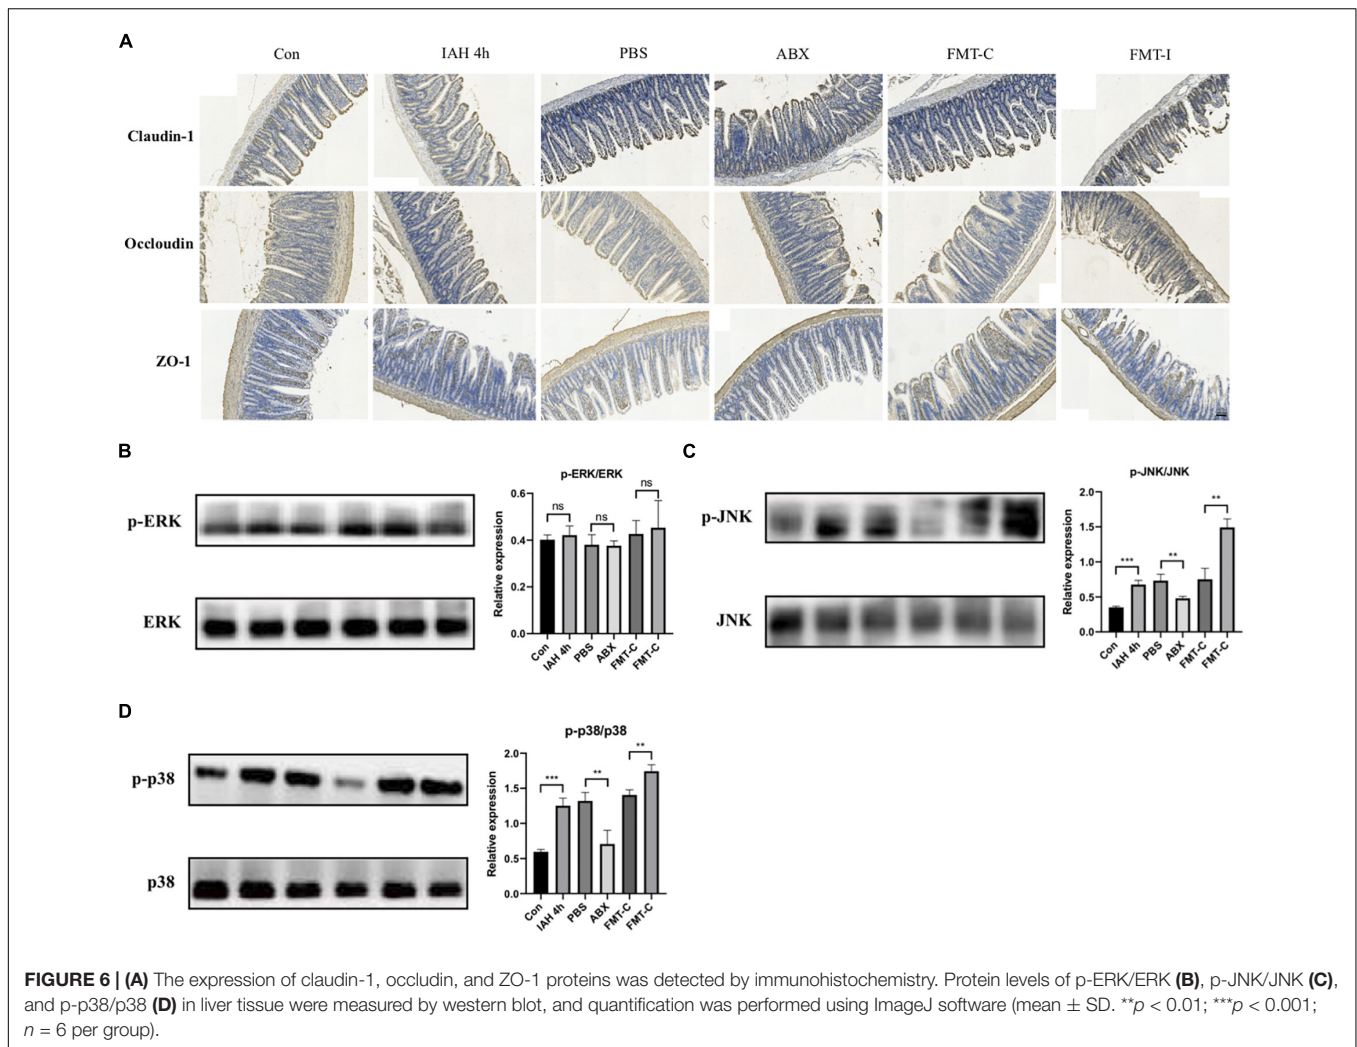 A
Con IAH 4h PBS ABX FMT-C FMT-I
Claudin-1
Occloudin
ZO-1
B
p-ERK
ERK
p-ERK/ERK
Relative expression
0.6
0.4
0.2
0.0
ns ns ns
Con IAH 4h PBS ABX FMT-C FMT-C
C
p-JNK
JNK
p-JNK/JNK
Relative expression
2.0
1.5
1.0
0.5
0.0
*** ** **
Con IAH 4h PBS ABX FMT-C FMT-C
D
p-p38
p38
p-p38/p38
Relative expression
2.0
1.5
1.0
0.5
0.0
*** ** **
Con IAH 4h PBS ABX FMT-C FMT-C
FIGURE 6 | (A) The expression of claudin-1, occludin, and ZO-1 proteins was detected by immunohistochemistry. Protein levels of p-ERK/ERK (B), p-JNK/JNK (C),
and p-p38/p38 (D) in liver tissue were measured by western blot, and quantification was performed using ImageJ software (mean ± SD. **p < 0.01; ***p < 0.001;
n = 6 per group).